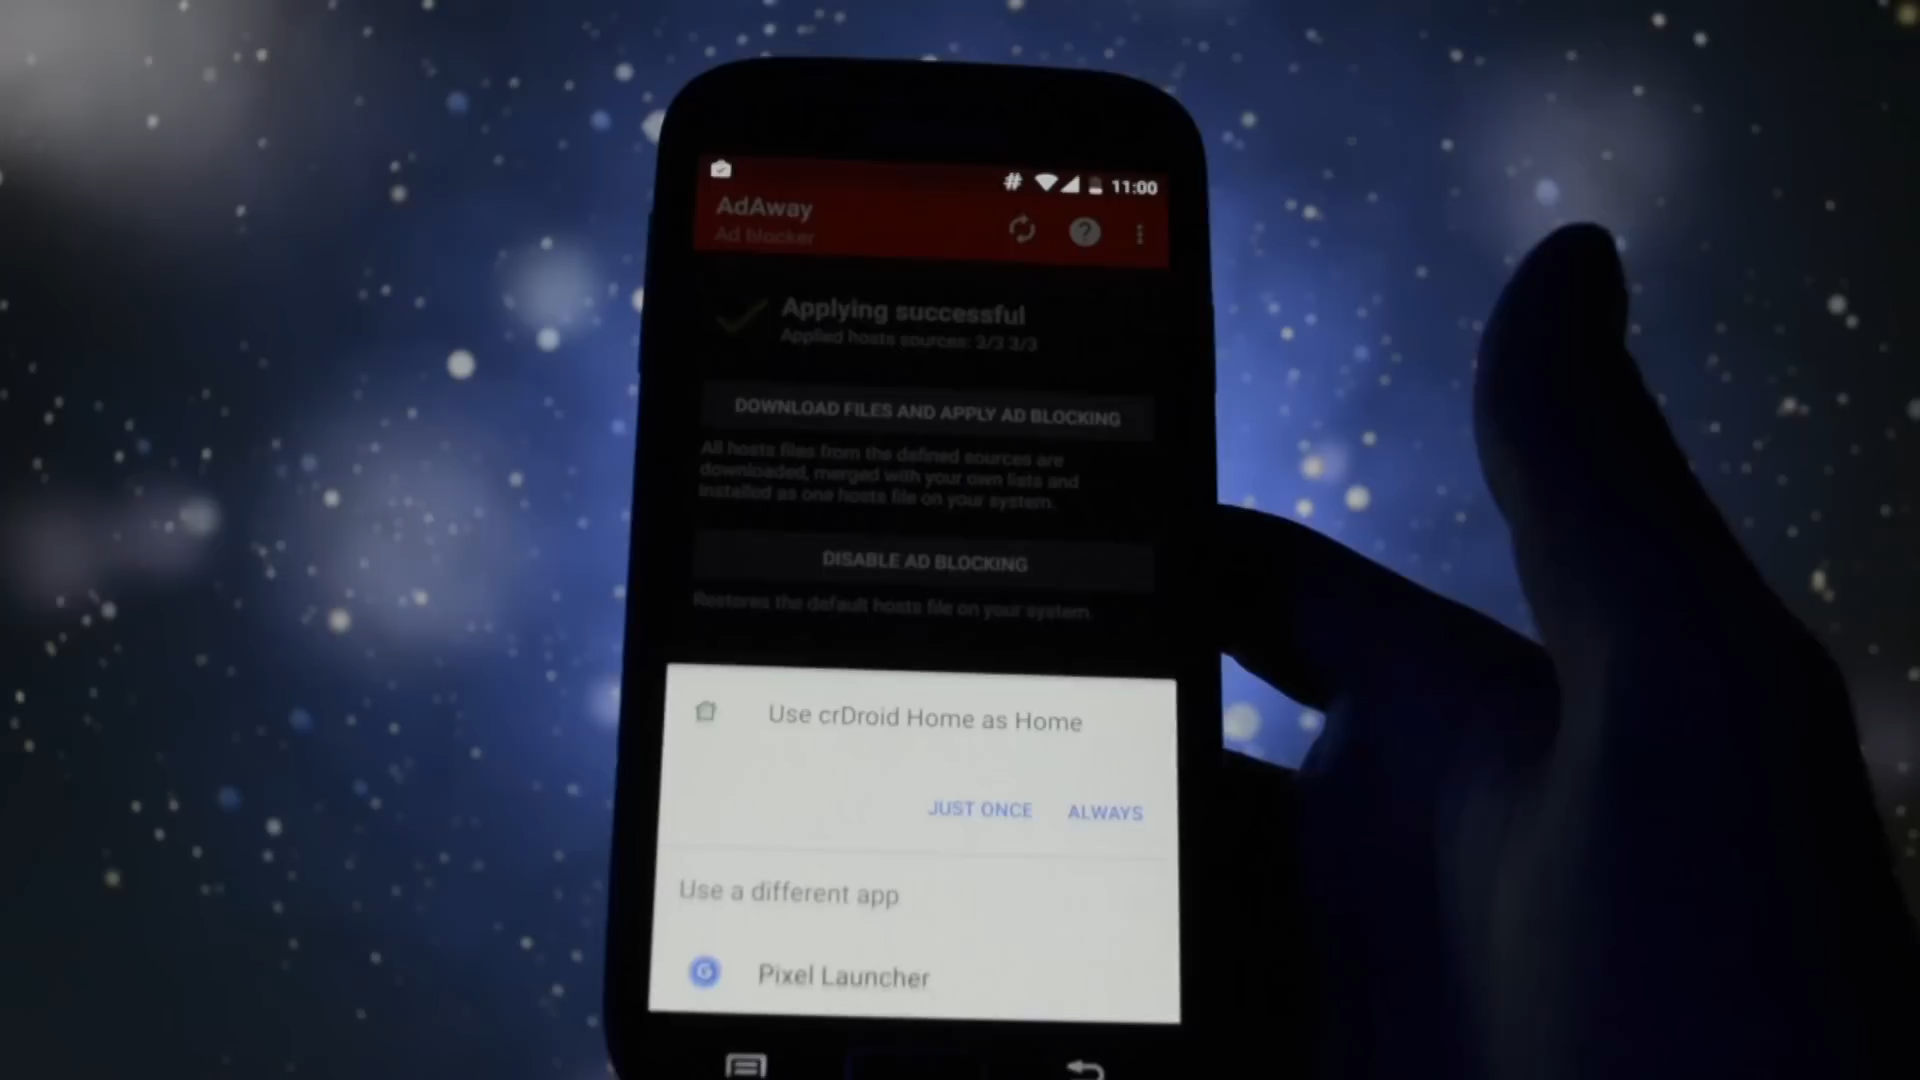 # 11:00
AdAway
Ad blocker
Applying successful
Applied hosts sources: 3/3 3/3
DOWNLOAD FILES AND APPLY AD BLOCKING
All hosts files from the defined sources are
downloaded, merged with your own lists and
installed as one hosts file on your system.
DISABLE AD BLOCKING
Restores the default hosts file on your system.
Use crDroid Home as Home
JUST ONCE ALWAYS
Use a different app
G Pixel Launcher